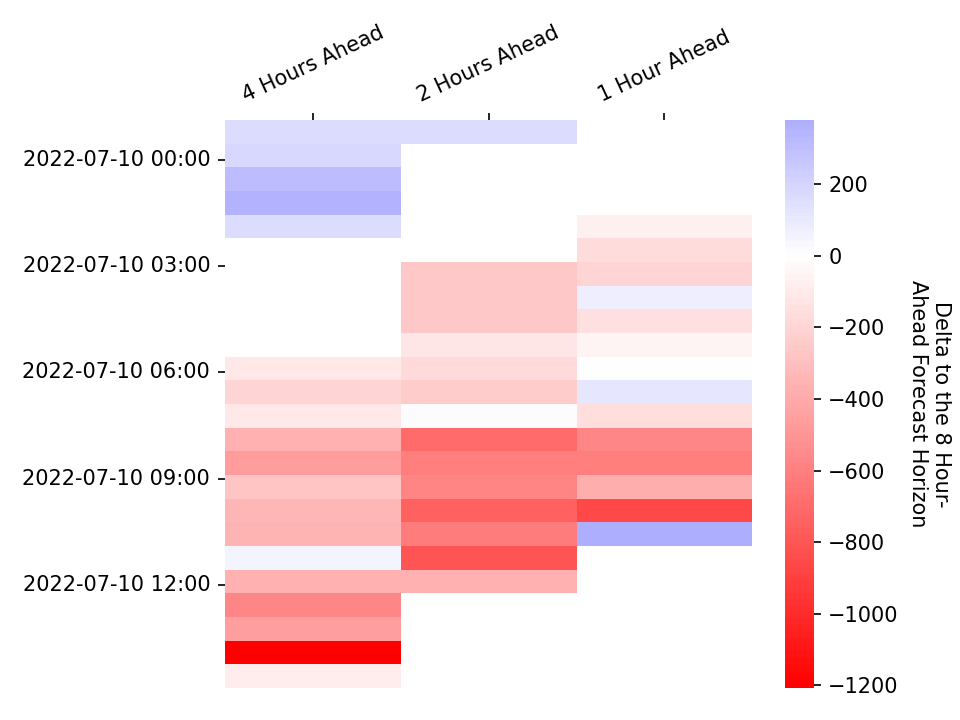 4 Hours Ahead
2 Hours Ahead
1 Hour Ahead
2022-07-10 00:00
2022-07-10 03:00
2022-07-10 06:00
2022-07-10 09:00
2022-07-10 12:00
200
0
−200
−400
−600
−800
−1000
−1200
Delta to the 8 Hour-
Ahead Forecast Horizon